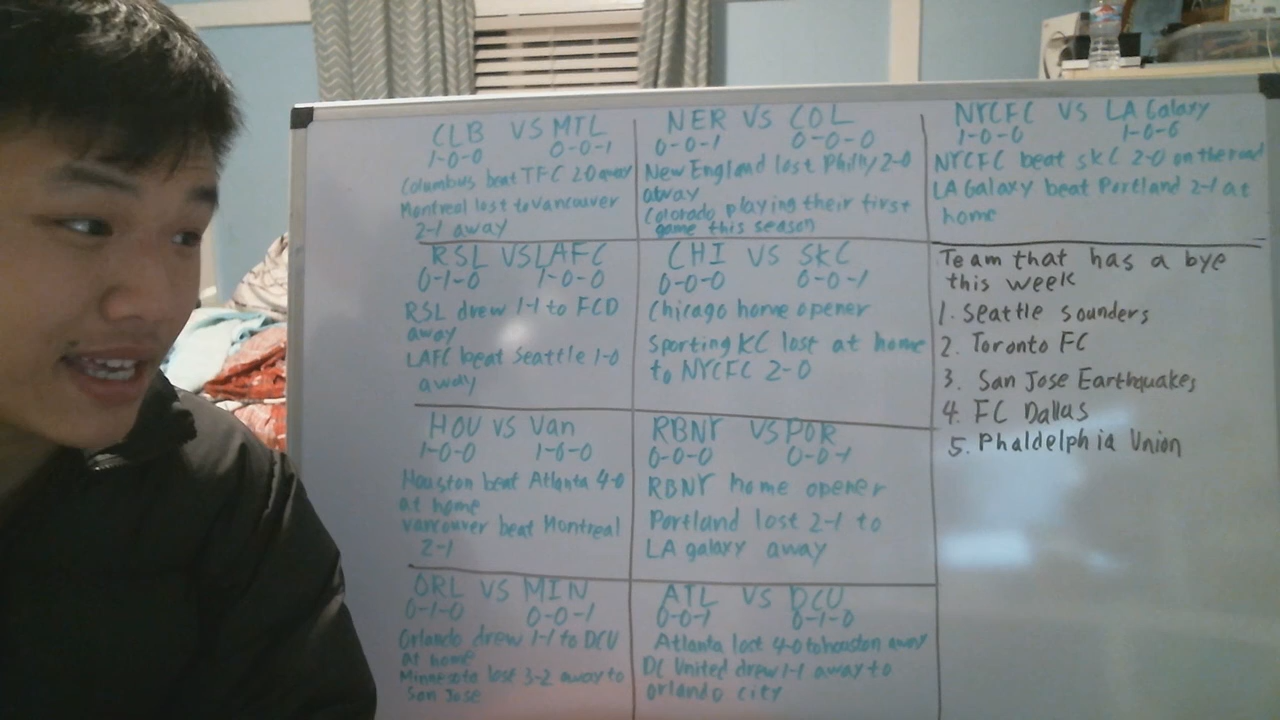 CLB VS MTL
1-0-0 0-0-1
Columbus beat TFC 2-0 away
Montreal lost to Vancouver
2-1 away
NER VS COL
0-0-1 0-0-0
New England lost Philly 2-0
away
Colorado playing their first
game this season
NYCFC VS LA Galaxy
1-0-0 1-0-0
NYCFC beat SKC 2-0 on the road
LA Galaxy beat Portland 2-1 at
home
RSL VS LAFC
0-1-0 1-0-0
RSL drew 1-1 to FCD
away
LAFC beat Seattle 1-0
away
CHI VS SKC
0-0-0 0-0-1
Chicago home opener
Sporting KC lost at home
to NYCFC 2-0
Team that has a bye
this week
1. Seattle sounders
2. Toronto FC
3. San Jose Earthquakes
4. FC Dallas
5. Phaldelphia Union
HOU VS Van
1-0-0 1-0-0
Houston beat Atlanta 4-0
at home
Vancouver beat Montreal
2-1
RBNY VS POR
0-0-0 0-0-1
RBNY home opener
Portland lost 2-1 to
LA galaxy away
ORL VS MIN
0-1-0 0-0-1
Orlando drew 1-1 to DCU
at home
Minnesota lost 3-2 away to
San Jose
ATL VS DCU
0-0-1 0-1-0
Atlanta lost 4-0 to houston away
DC United drew 1-1 away to
orlando city